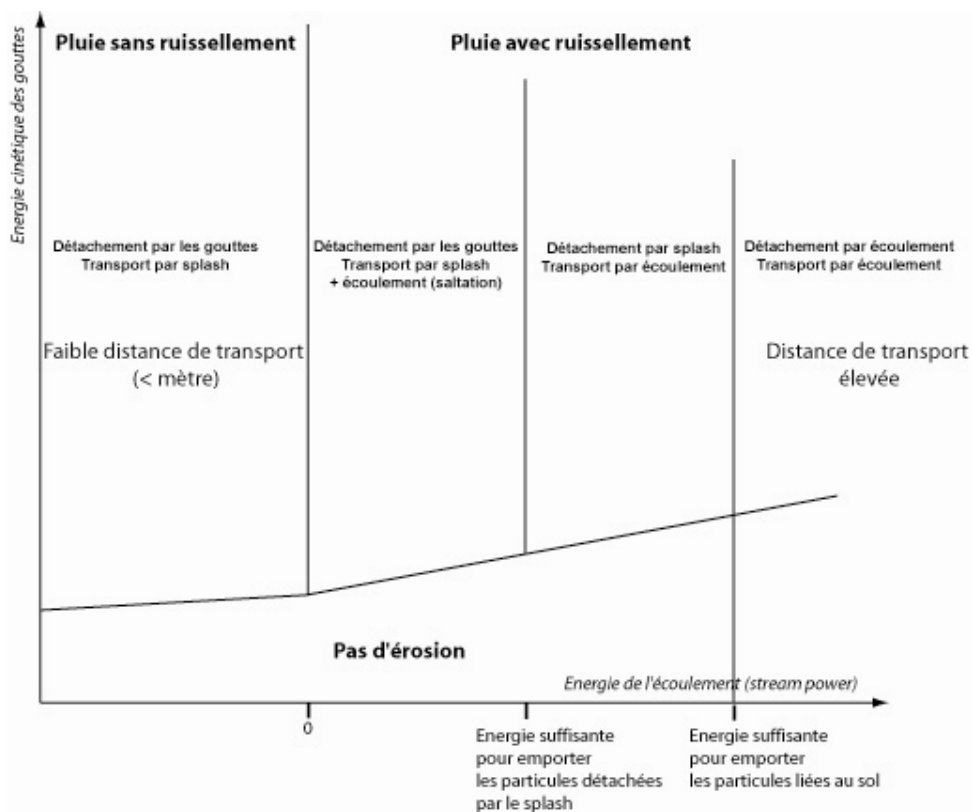 Energie cinétique des gouttes
Pluie sans ruissellement
Pluie avec ruissellement
Détachement par les gouttes
Transport par splash
Détachement par les gouttes
Transport par splash
+ écoulement (saltation)
Détachement par splash
Transport par écoulement
Détachement par écoulement
Transport par écoulement
Faible distance de transport
(< mètre)
Distance de transport
élevée
Pas d'érosion
Energie de l'écoulement (stream power)
0
Energie suffisante
pour emporter
les particules détachées
par le splash
Energie suffisante
pour emporter
les particules liées au sol